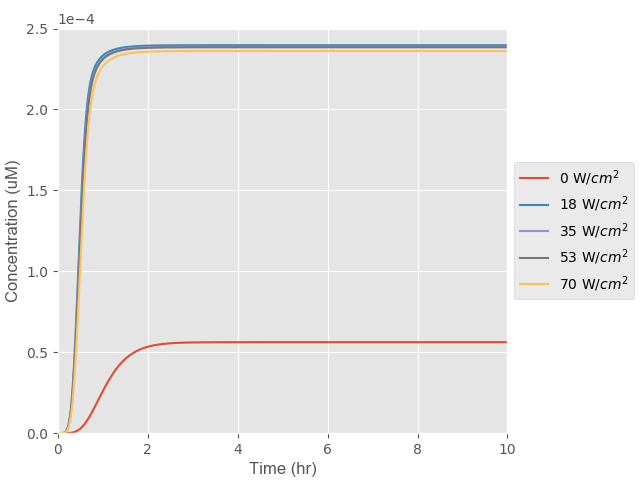 1e−4
2.5
2.0
1.5
1.0
0.5
0.0
Concentration (uM)
0 2 4 6 8 10
Time (hr)
0 W/cm²
18 W/cm²
35 W/cm²
53 W/cm²
70 W/cm²